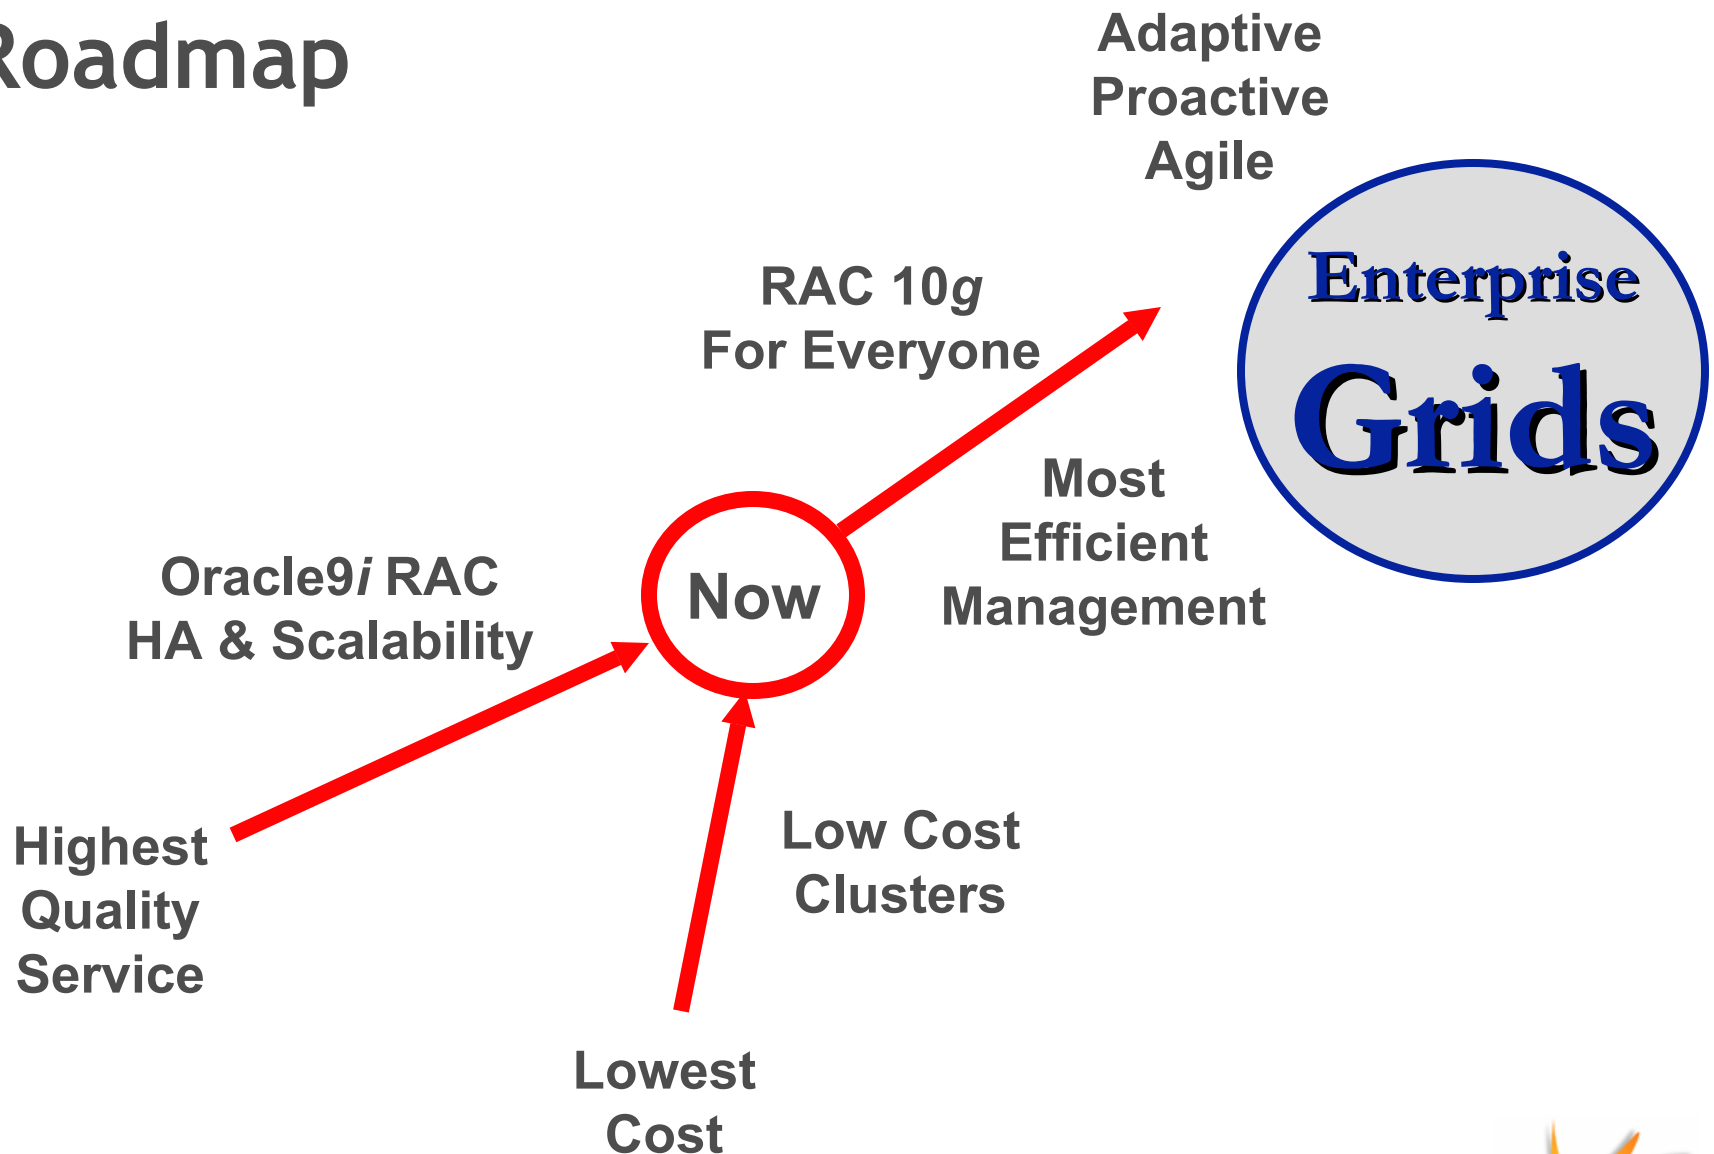 Roadmap
Adaptive
Proactive
Agile
Enterprise
Grids
RAC 10g
For Everyone
Most
Efficient
Management
Now
Oracle9i RAC
HA & Scalability
Highest
Quality
Service
Low Cost
Clusters
Lowest
Cost